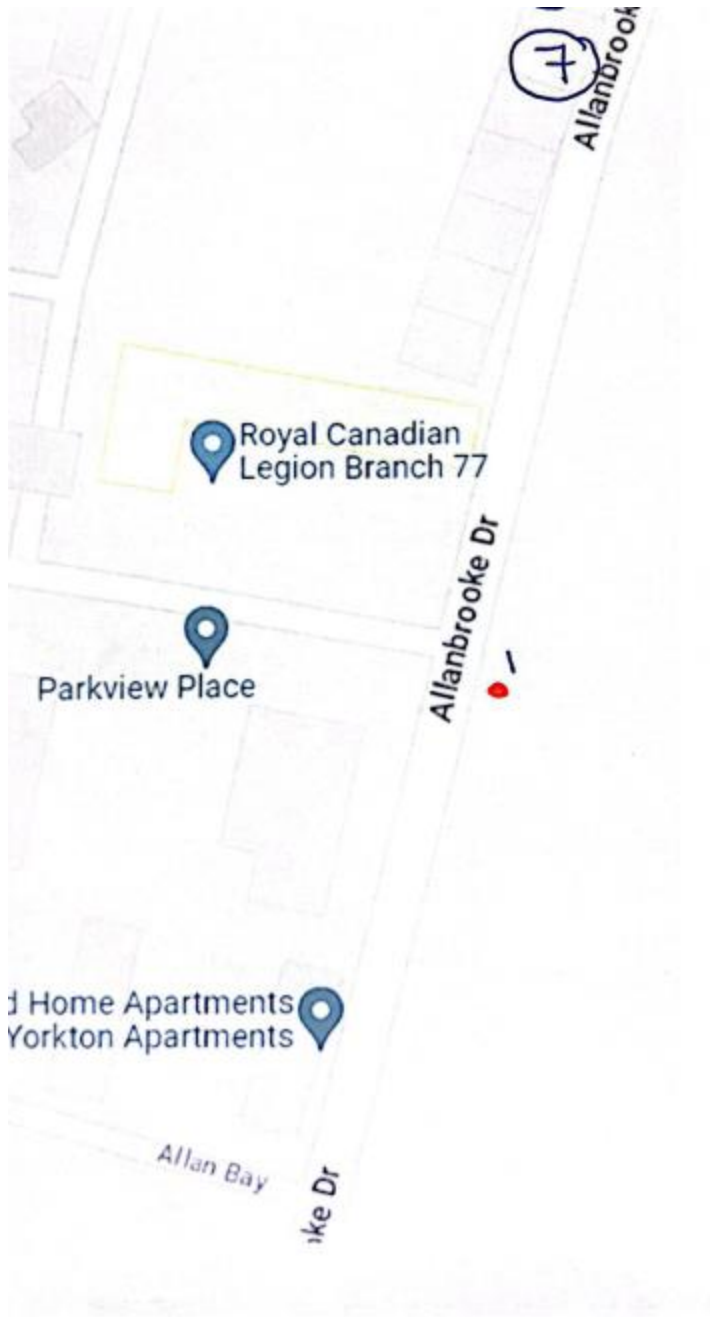 7
Allanbrook
Royal Canadian
Legion Branch 77
Allanbrooke Dr
Parkview Place
d Home Apartments
Yorkton Apartments
Allan Bay
ke Dr